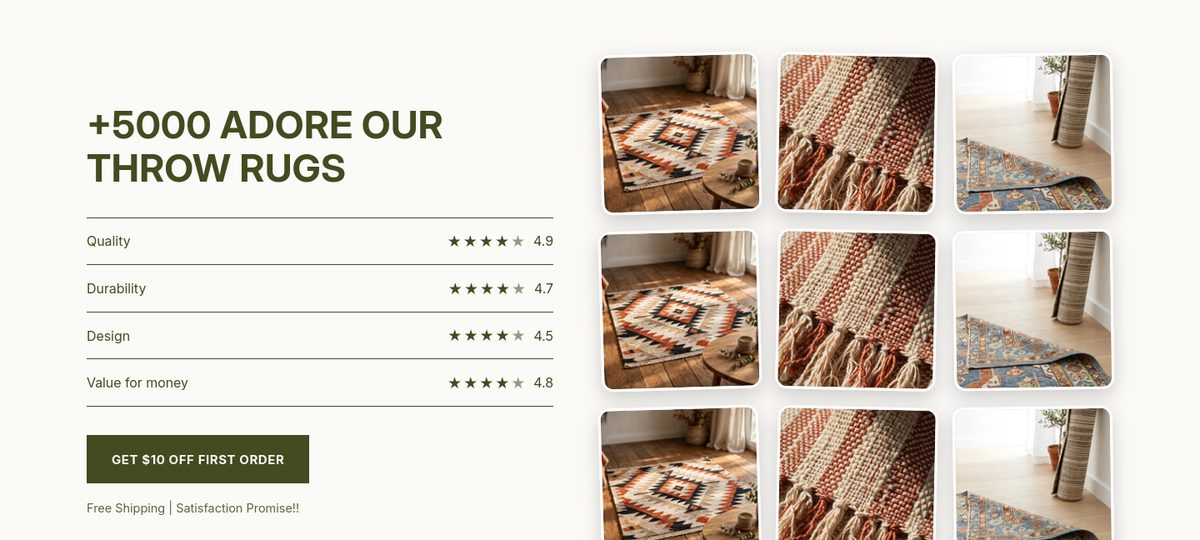 +5000 ADORE OUR
THROW RUGS
Quality ★★★★★ 4.9
Durability ★★★★★ 4.7
Design ★★★★★ 4.5
Value for money ★★★★★ 4.8
GET $10 OFF FIRST ORDER
Free Shipping | Satisfaction Promise!!